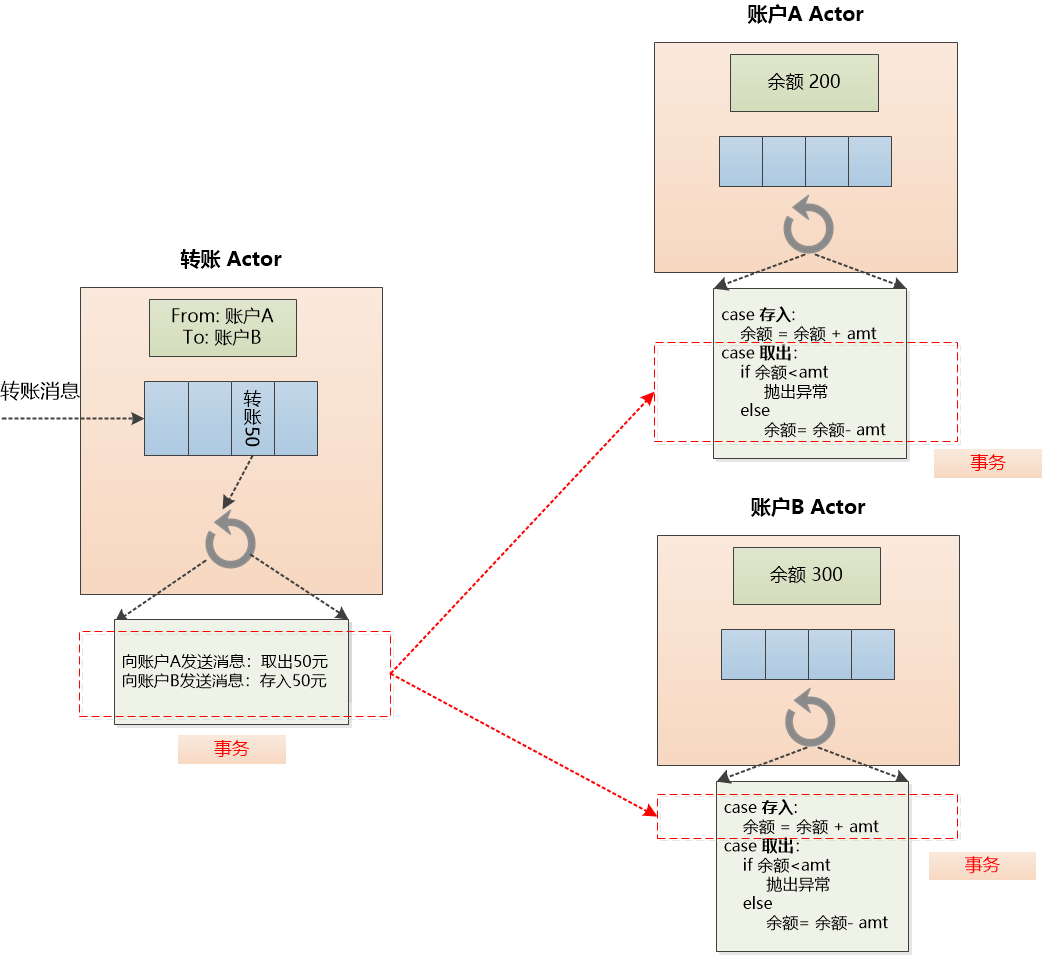 转账 Actor
From: 账户A
To: 账户B
转账消息
转账50
向账户A发送消息：取出50元
向账户B发送消息：存入50元
事务
账户A Actor
余额 200
case 存入:
余额 = 余额 + amt
case 取出:
if 余额<amt
抛出异常
else
余额= 余额- amt
事务
账户B Actor
余额 300
case 存入:
余额 = 余额 + amt
case 取出:
if 余额<amt
抛出异常
else
余额= 余额- amt
事务